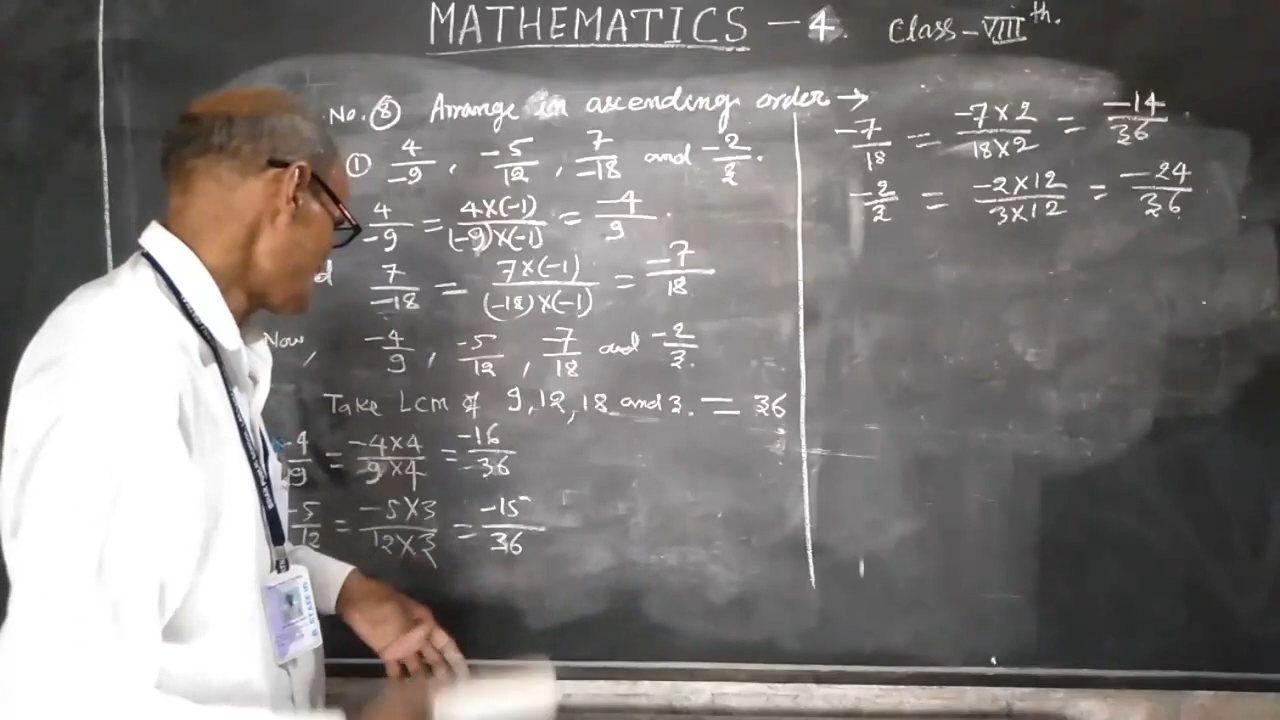 MATHEMATICS - 4. Class - VIIIth.
No. ⑧ Arrange in ascending order →
① 4/-9, -5/12, 7/-18 and -2/3.
4/-9 = 4×(-1)/(-9)×(-1) = -4/9.
7/-18 = 7×(-1)/(-18)×(-1) = -7/18
Now, -4/9, -5/12, -7/18 and -2/3.
Take LCM of 9, 12, 18 and 3. = 36
-4/9 = -4×4/9×4 = -16/36
-5/12 = -5×3/12×3 = -15/36
-7/18 = -7×2/18×2 = -14/36
-2/3 = -2×12/3×12 = -24/36